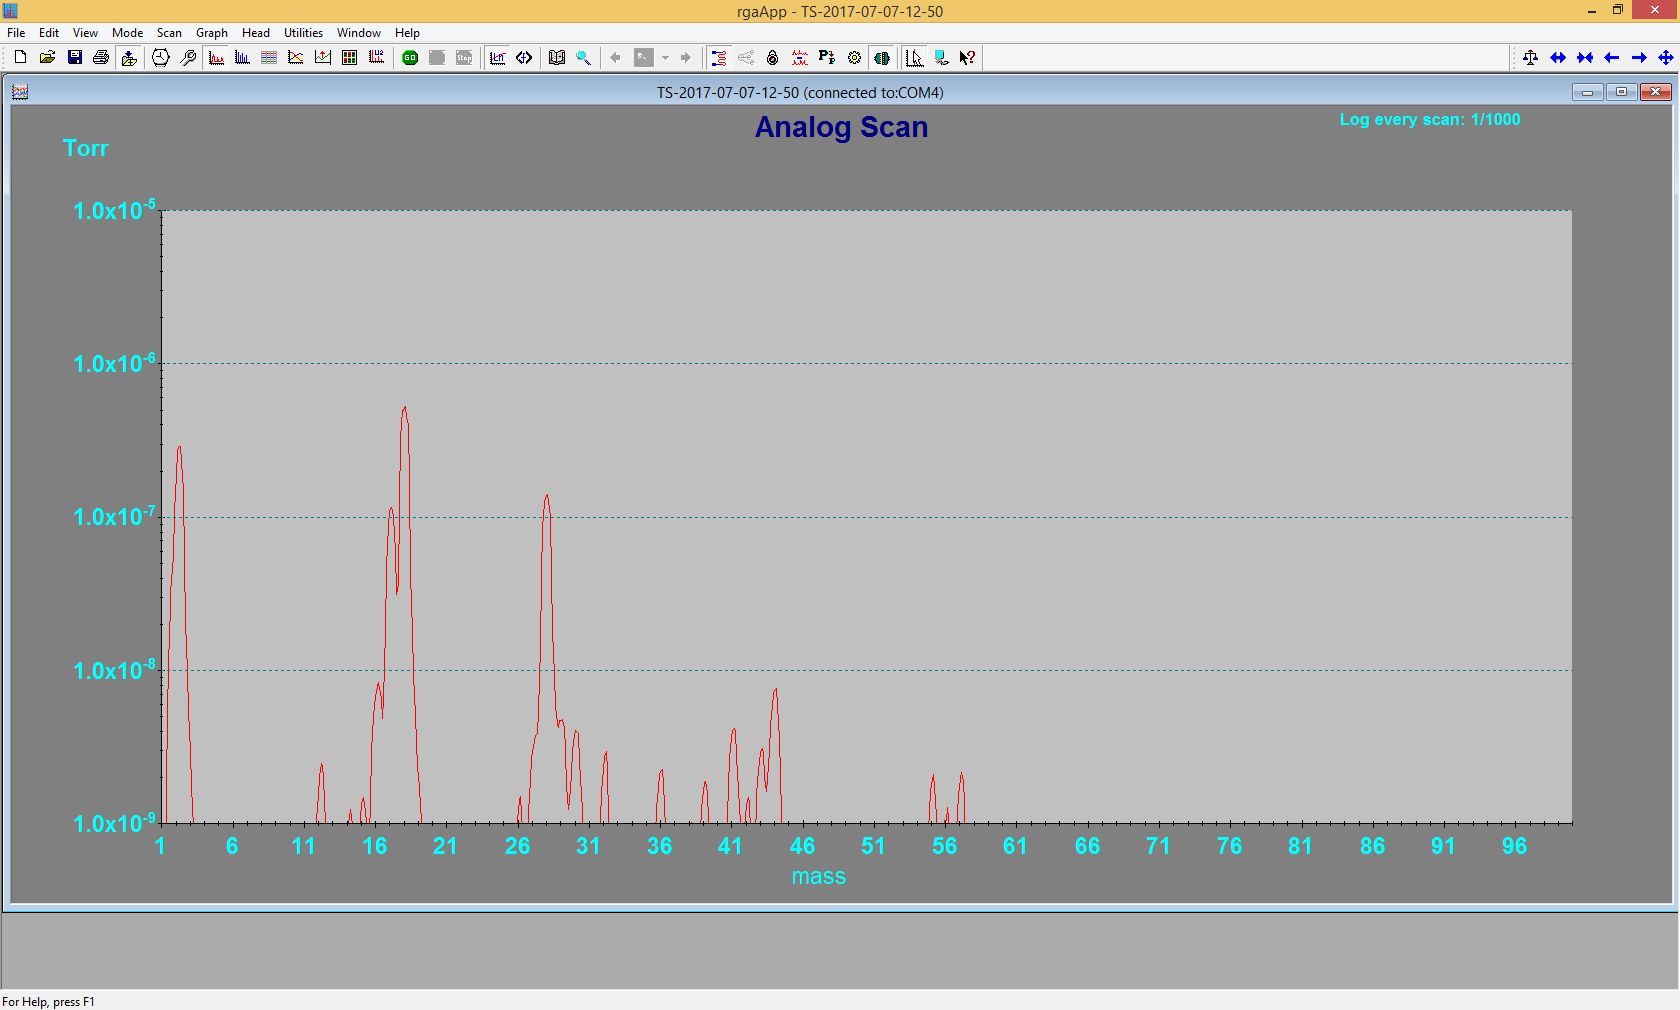 rgaApp - TS-2017-07-07-12-50
File Edit View Mode Scan Graph Head Utilities Window Help
GO Stop
TS-2017-07-07-12-50 (connected to:COM4)
Analog Scan
Log every scan: 1/1000
Torr
1.0x10-5
1.0x10-6
1.0x10-7
1.0x10-8
1.0x10-9
1 6 11 16 21 26 31 36 41 46 51 56 61 66 71 76 81 86 91 96
mass
For Help, press F1